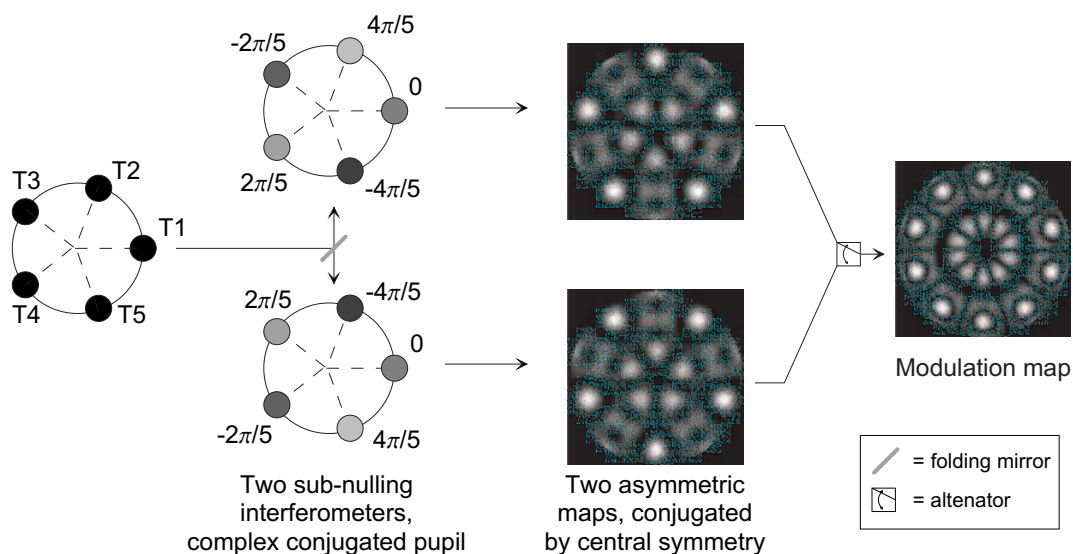 4π/5
-2π/5
0
2π/5
-4π/5
T3
T2
T1
T4
T5
2π/5
-4π/5
0
-2π/5
4π/5
Modulation map
= folding mirror
= altenator
Two sub-nulling
interferometers,
complex conjugated pupil
Two asymmetric
maps, conjugated
by central symmetry